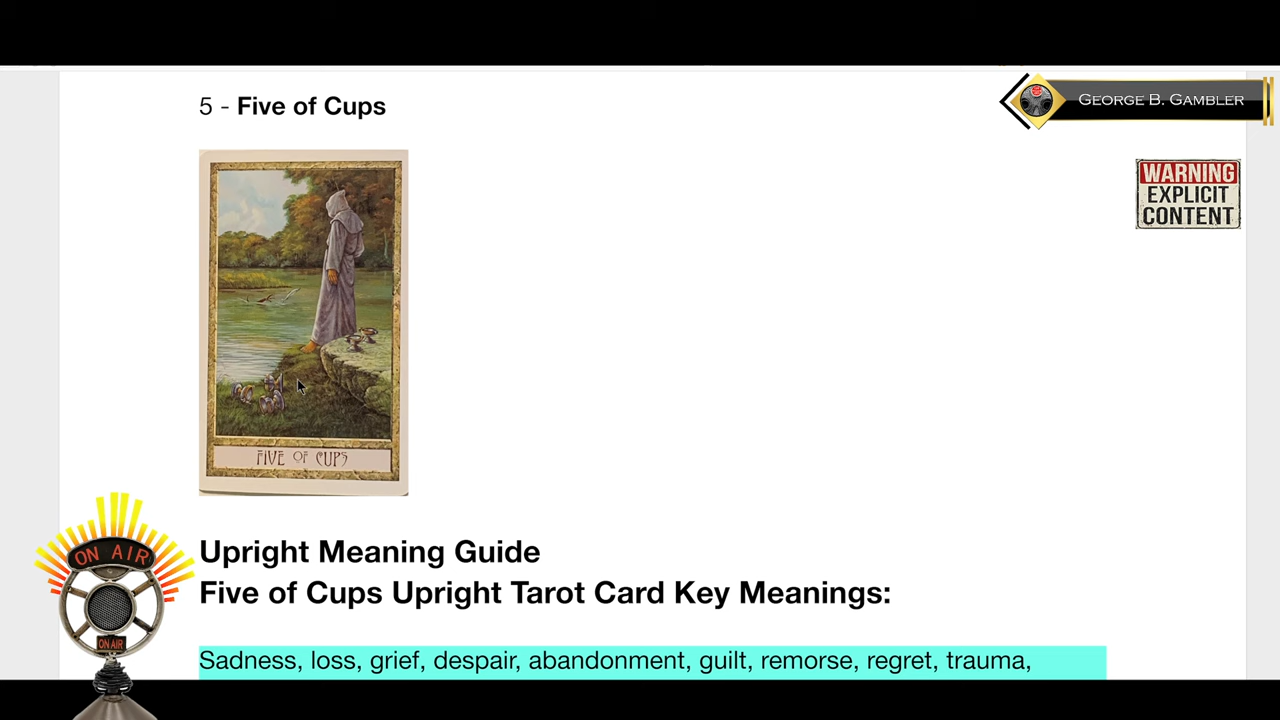 5 - Five of Cups
GEORGE B. GAMBLER
WARNING
EXPLICIT
CONTENT
FIVE OF CUPS
ON AIR
ON AIR
Upright Meaning Guide
Five of Cups Upright Tarot Card Key Meanings:
Sadness, loss, grief, despair, abandonment, guilt, remorse, regret, trauma,